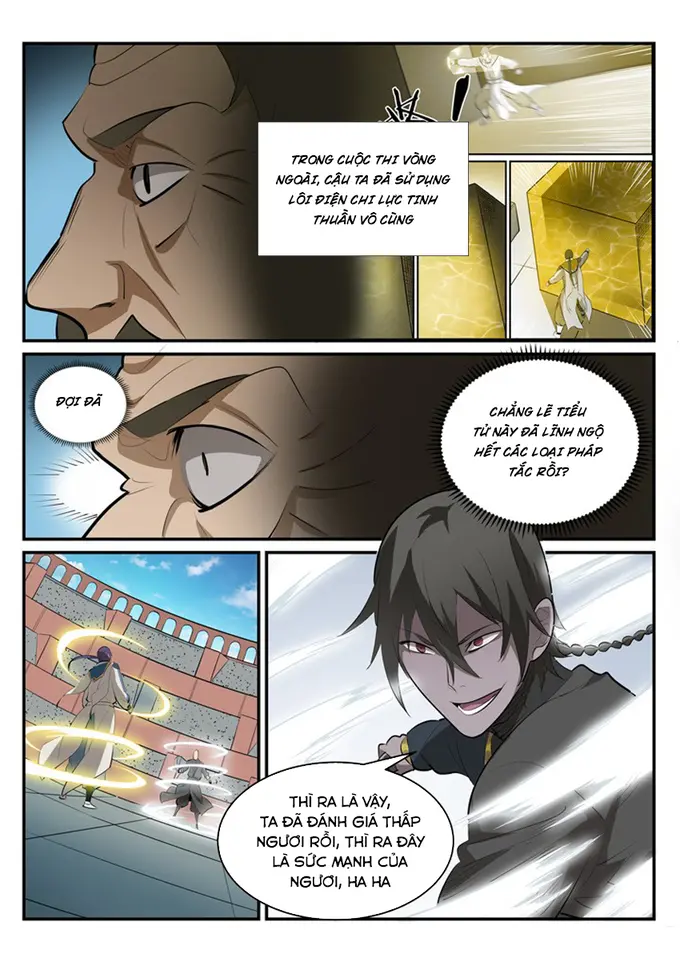 TRONG CUỘC THI VÒNG
NGOÀI, CẬU TA ĐÃ SỬ DỤNG
LÔI ĐIỆN CHI LỰC TINH
THUẦN VÔ CÙNG
ĐỢI ĐÃ
CHẲNG LẼ TIỂU
TỬ NÀY ĐÃ LĨNH NGỘ
HẾT CÁC LOẠI PHÁP
TẮC RỒI?
THÌ RA LÀ VẬY,
TA ĐÃ ĐÁNH GIÁ THẤP
NGƯƠI RỒI, THÌ RA ĐÂY
LÀ SỨC MẠNH CỦA
NGƯƠI, HA HA